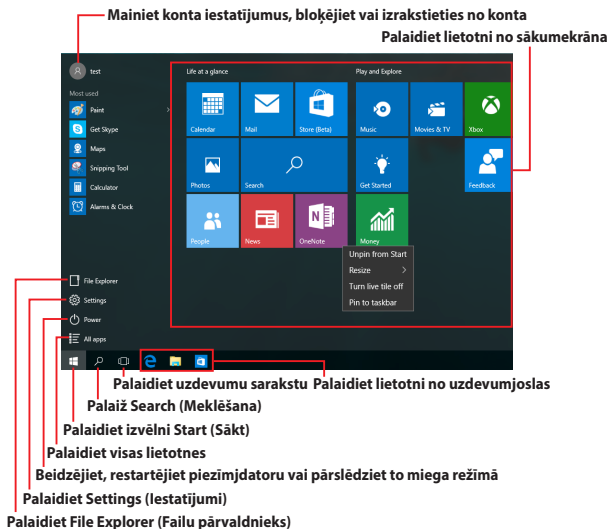 Mainiet konta iestatījumus, bloķējiet vai izrakstieties no konta
Palaidiet lietotni no sākumekrāna
test
Life at a glance
Play and Explore
Most used
Paint
Get Skype
Maps
Snipping Tool
Calculator
Alarms & Clock
Calendar
Mail
Store (Beta)
Music
Movies & TV
Xbox
Photos
Search
Get Started
Feedback
People
News
OneNote
Money
Unpin from Start
Resize
Turn live tile off
Pin to taskbar
File Explorer
Settings
Power
All apps
Palaidiet uzdevumu sarakstu
Palaidiet lietotni no uzdevumjoslas
Palaiž Search (Meklēšana)
Palaidiet izvēlni Start (Sākt)
Palaidiet visas lietotnes
Beidzējiet, restartējiet piezīmjdatoru vai pārslēdziet to miega režīmā
Palaidiet Settings (Iestatījumi)
Palaidiet File Explorer (Failu pārvaldnieks)